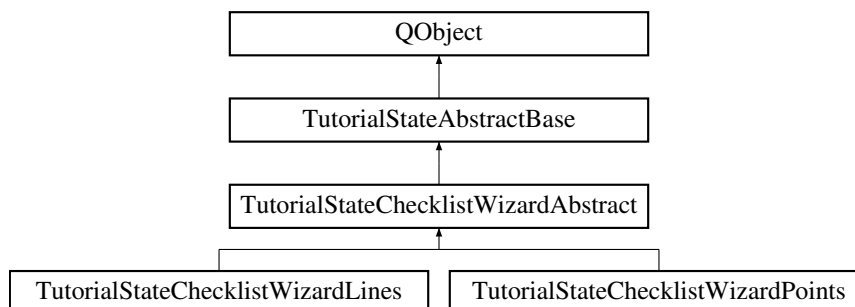 QObject
TutorialStateAbstractBase
TutorialStateChecklistWizardAbstract
TutorialStateChecklistWizardLines
TutorialStateChecklistWizardPoints